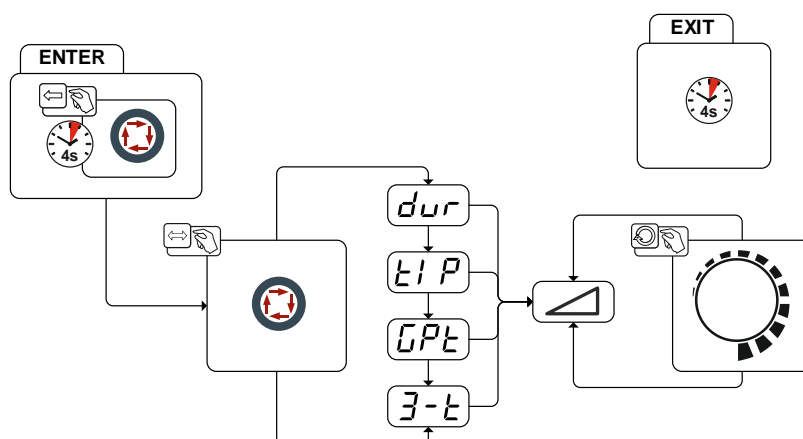 EXIT
ENTER
4s
4s
dur
tIP
GPt
3-t